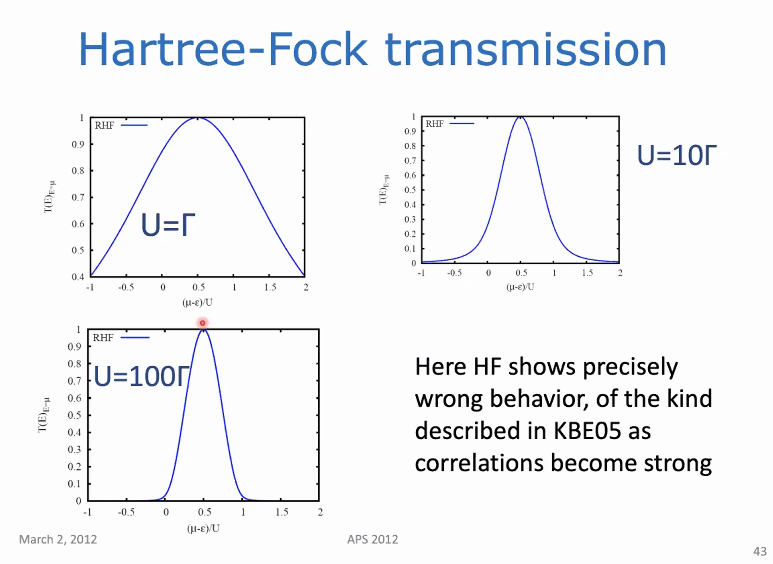 Hartree-Fock transmission
RHF
1
0.9
0.8
0.7
0.6
0.5
0.4
T(E)E=μ
U=Γ
-1 -0.5 0 0.5 1 1.5 2
(μ-ε)/U
RHF
1
0.9
0.8
0.7
0.6
0.5
0.4
0.3
0.2
0.1
0
T(E)E=μ
U=10Γ
-1 -0.5 0 0.5 1 1.5 2
(μ-ε)/U
RHF
1
0.9
0.8
0.7
0.6
0.5
0.4
0.3
0.2
0.1
0
T(E)E=μ
U=100Γ
-1 -0.5 0 0.5 1 1.5 2
(μ-ε)/U
Here HF shows precisely
wrong behavior, of the kind
described in KBE05 as
correlations become strong
March 2, 2012
APS 2012
43